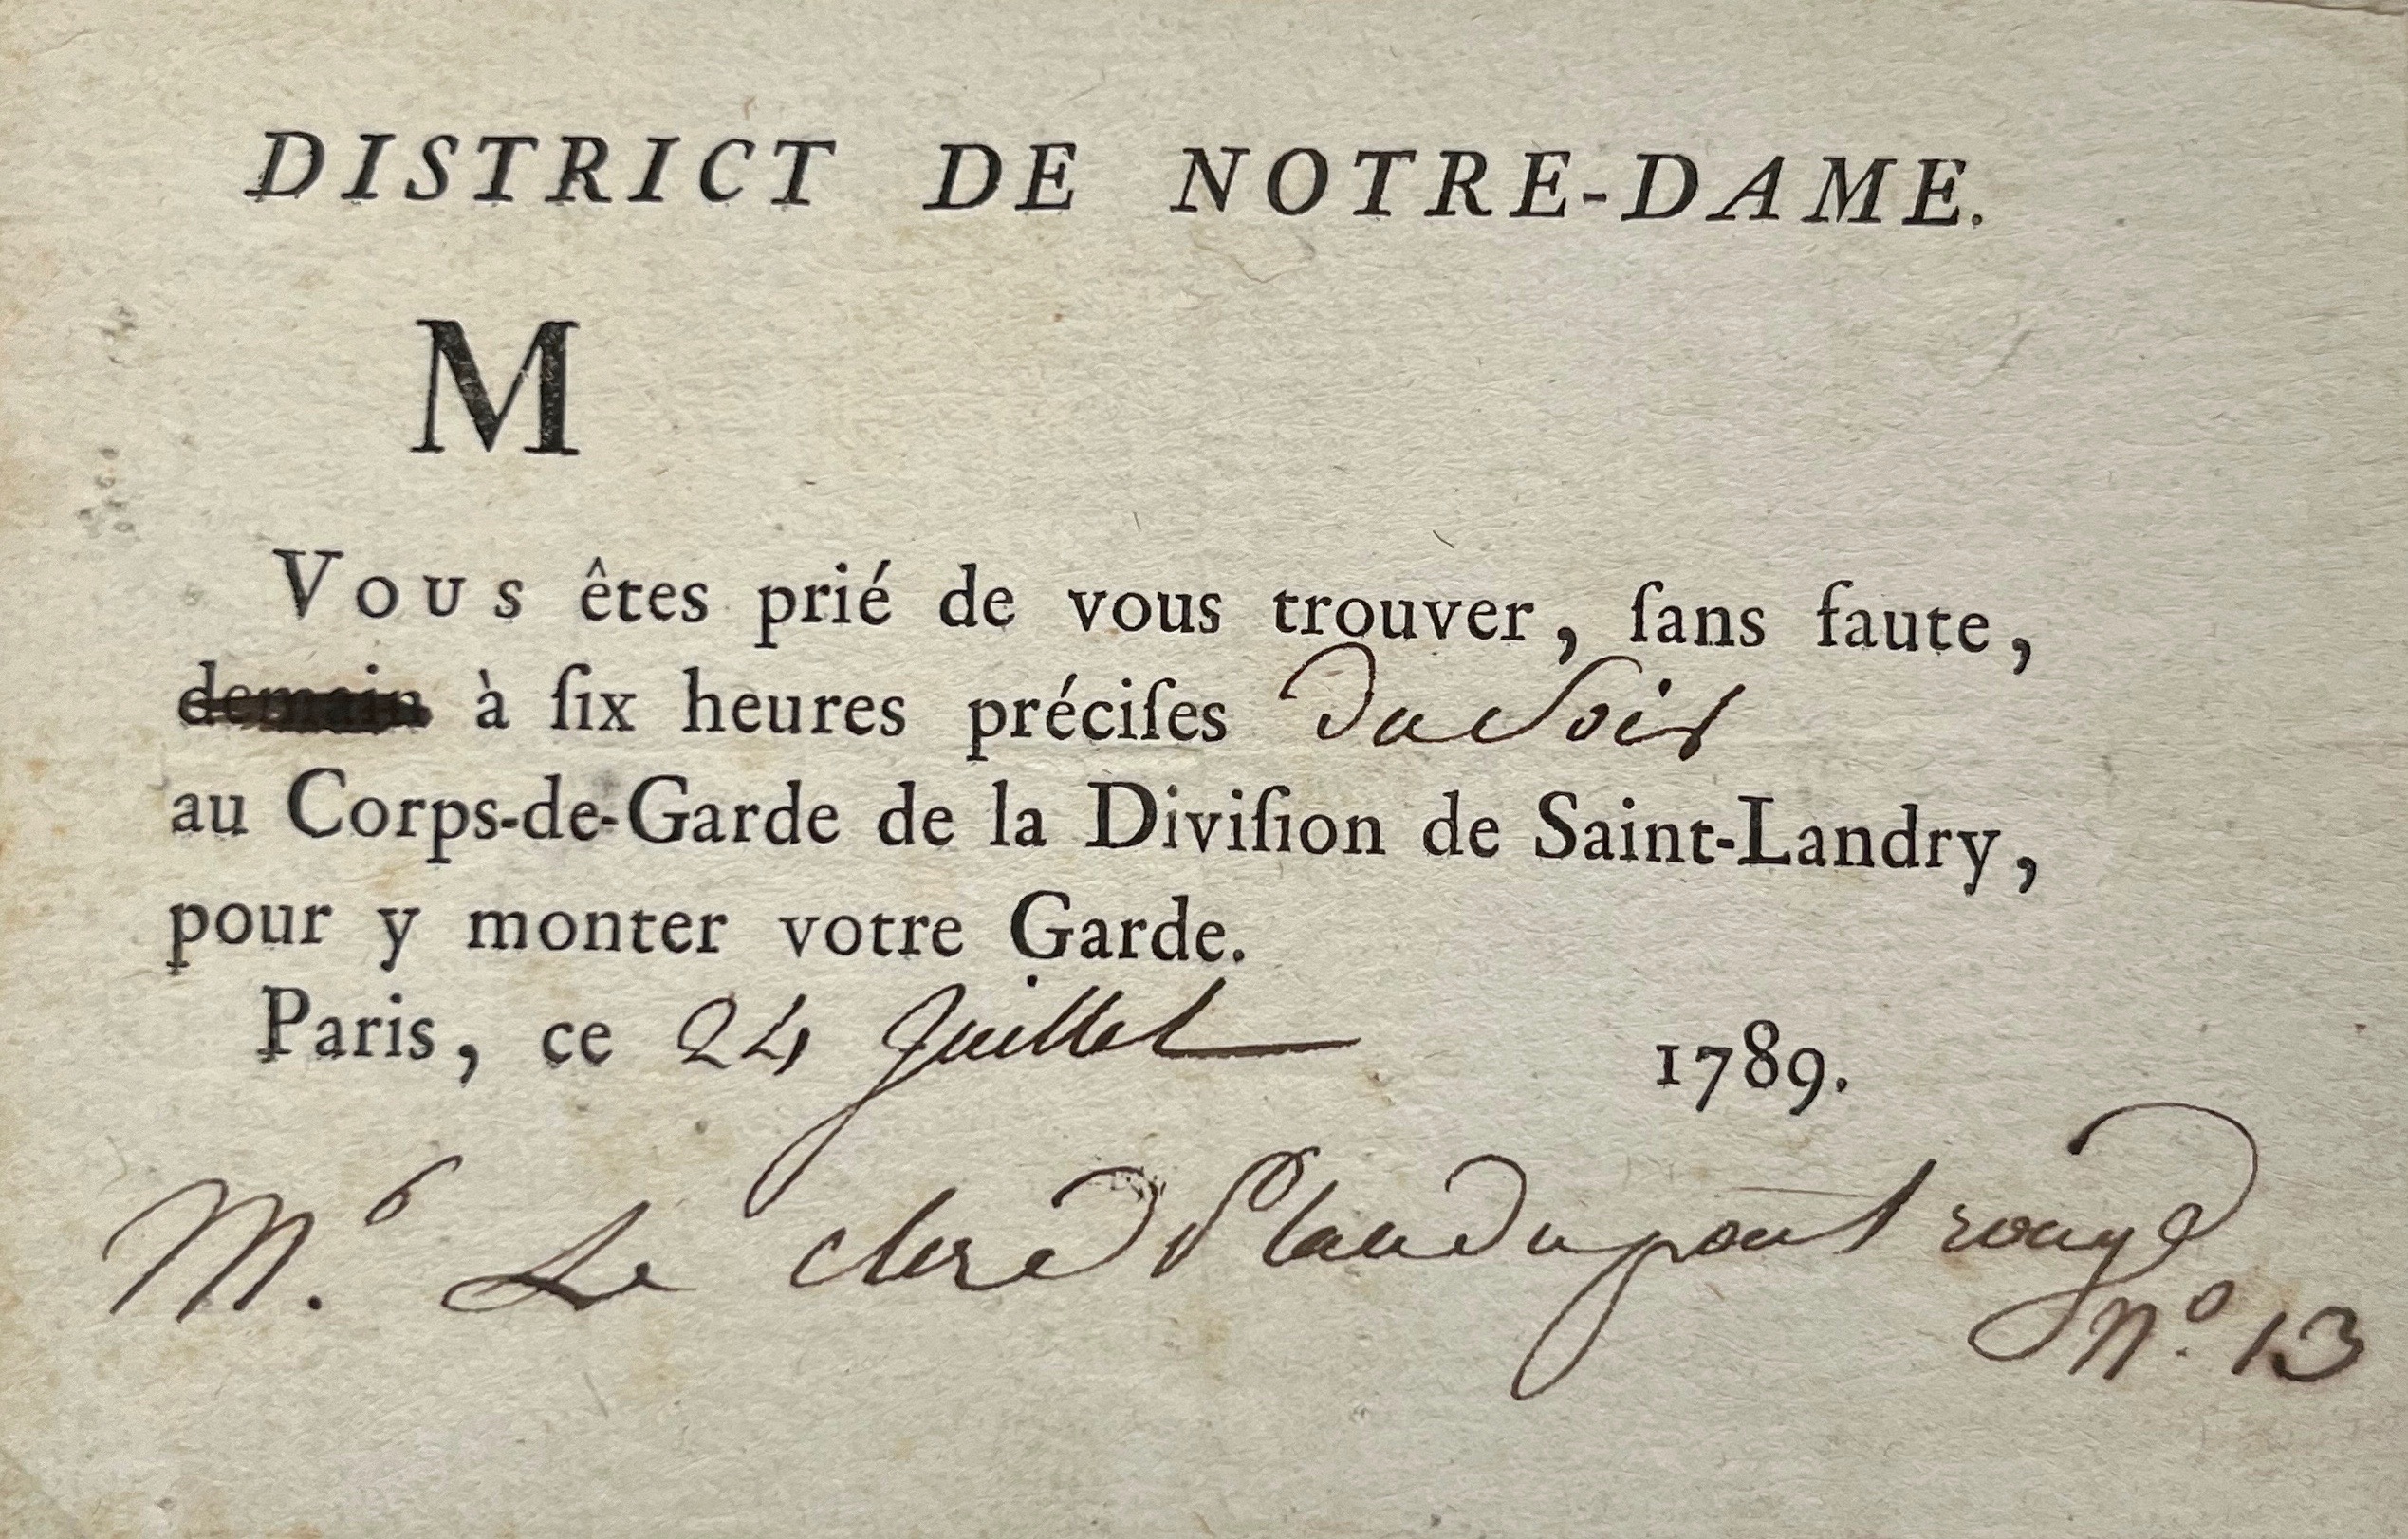 DISTRICT DE NOTRE-DAME.
M
Vous êtes prié de vous trouver, ſans faute,
demain à ſix heures préciſes du Soir
au Corps-de-Garde de la Diviſion de Saint-Landry,
pour y monter votre Garde.
Paris, ce 24 Juillet 1789.
M.r Le clerc du pont rouge
n.o 13